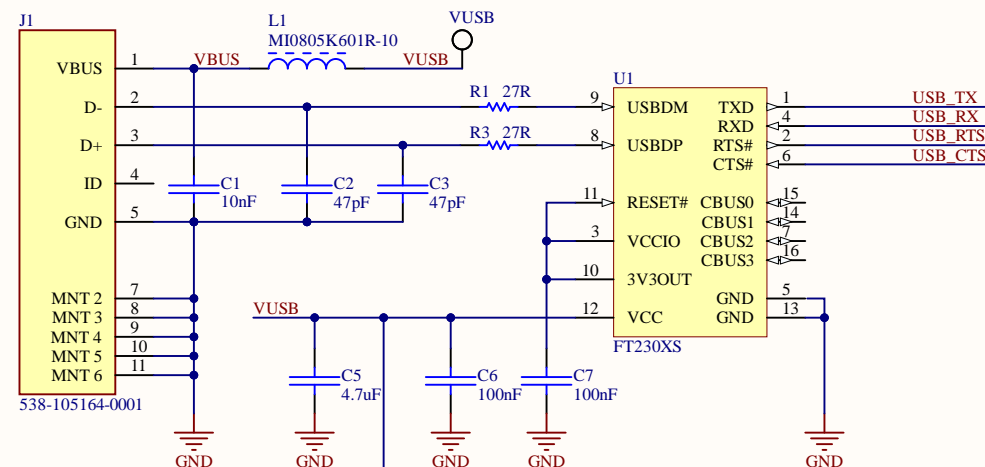 J1
VBUS 1
D- 2
D+ 3
ID 4
GND 5
MNT 2 7
MNT 3 8
MNT 4 9
MNT 5 10
MNT 6 11
538-105164-0001
VBUS
L1
MI0805K601R-10
VUSB
VUSB
R1 27R
R3 27R
C1
10nF
C2
47pF
C3
47pF
U1
9 USBDM
8 USBDP
11 RESET#
3 VCCIO
10 3V3OUT
12 VCC
TXD 1
RXD 4
RTS# 2
CTS# 6
CBUS0 15
CBUS1 14
CBUS2 7
CBUS3 16
GND 5
GND 13
FT230XS
USB_TX
USB_RX
USB_RTS
USB_CTS
VUSB
C5
4.7uF
C6
100nF
C7
100nF
GND
GND
GND
GND
GND